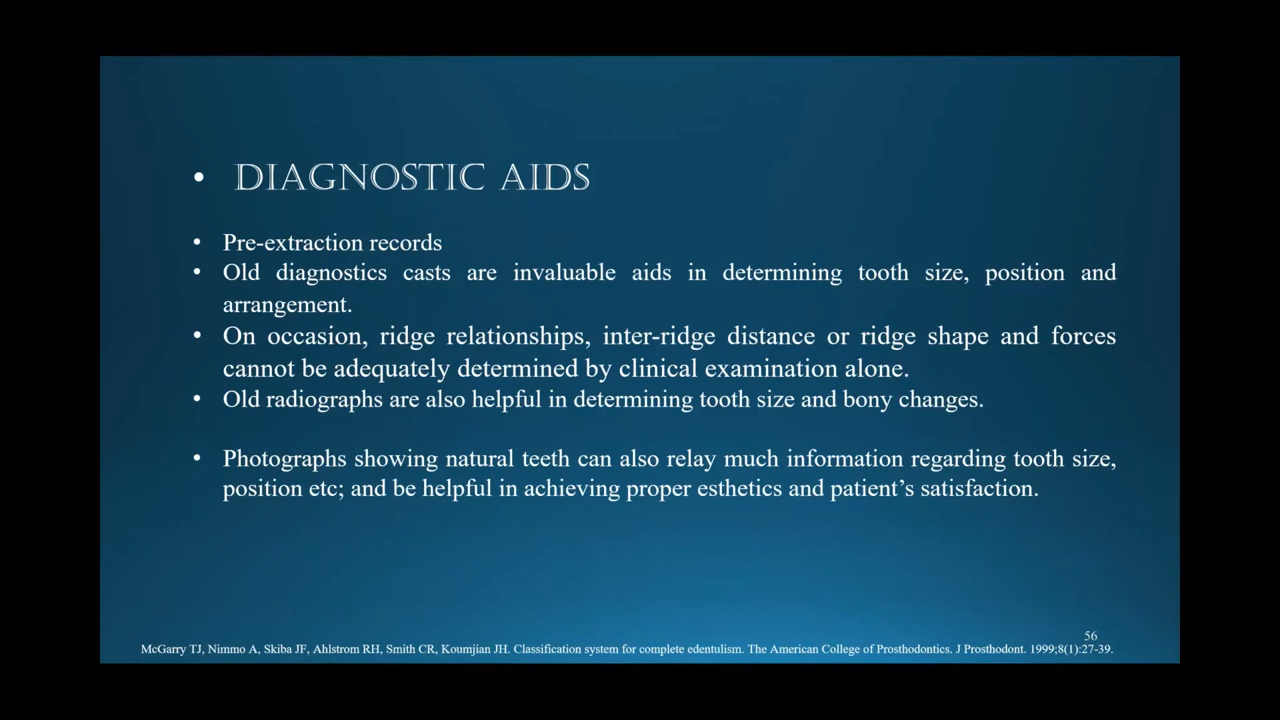 • DIAGNOSTIC AIDS
• Pre-extraction records
• Old diagnostics casts are invaluable aids in determining tooth size, position and
arrangement.
• On occasion, ridge relationships, inter-ridge distance or ridge shape and forces
cannot be adequately determined by clinical examination alone.
• Old radiographs are also helpful in determining tooth size and bony changes.
• Photographs showing natural teeth can also relay much information regarding tooth size,
position etc; and be helpful in achieving proper esthetics and patient’s satisfaction.
56
McGarry TJ, Nimmo A, Skiba JF, Ahlstrom RH, Smith CR, Koumjian JH. Classification system for complete edentulism. The American College of Prosthodontics. J Prosthodont. 1999;8(1):27-39.